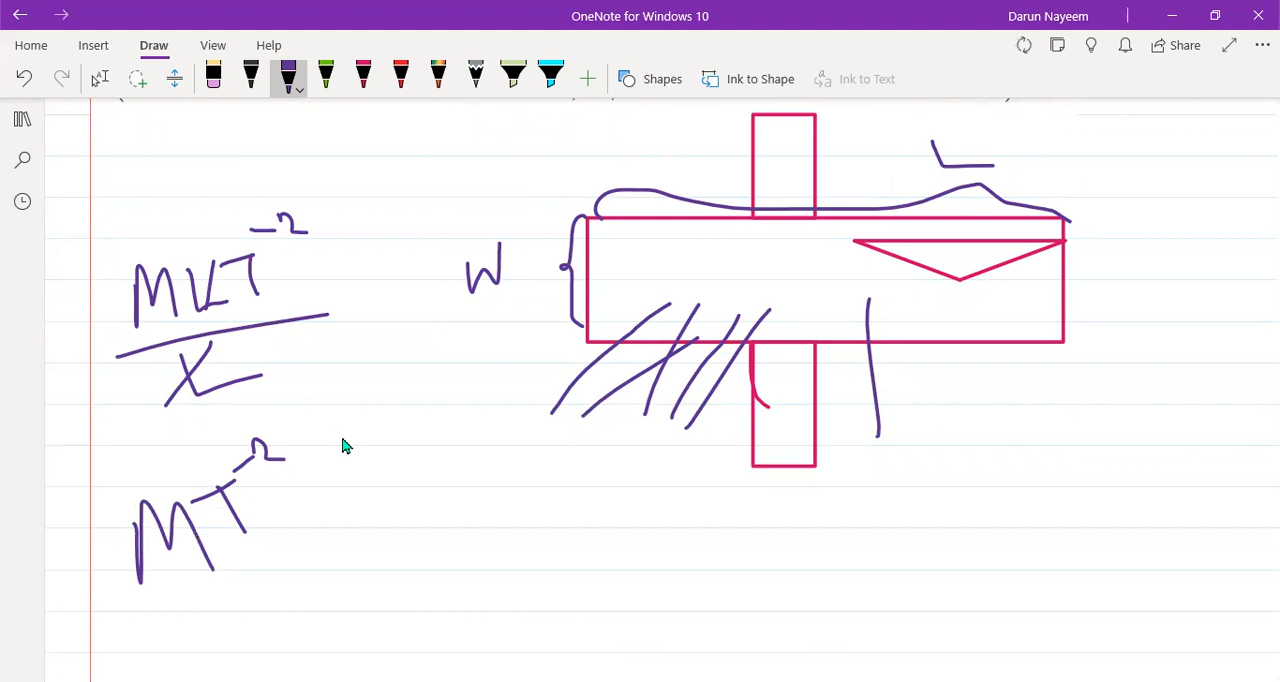 OneNote for Windows 10
Darun Nayeem
Home Insert Draw View Help
Share
Shapes Ink to Shape Ink to Text
L
W
MLT⁻²
L
MT⁻²